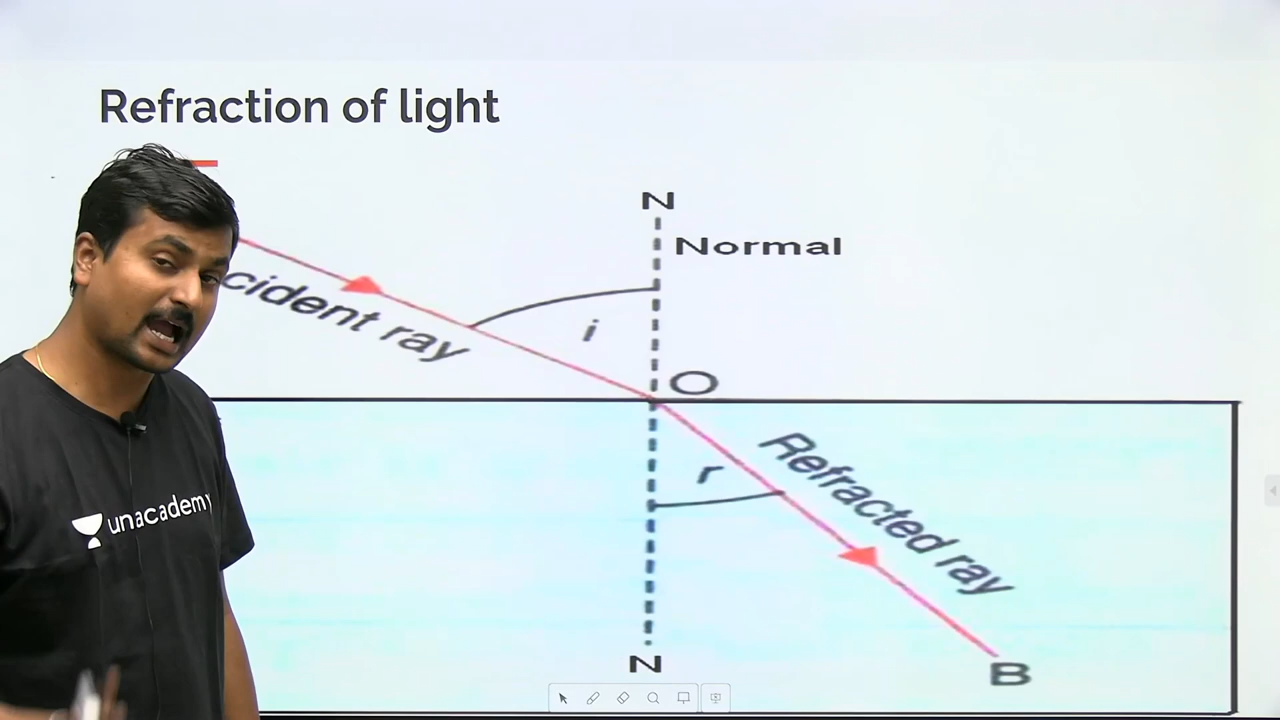 Refraction of light
N
Normal
cident ray
i
O
r
Refracted ray
N
B
unacademy